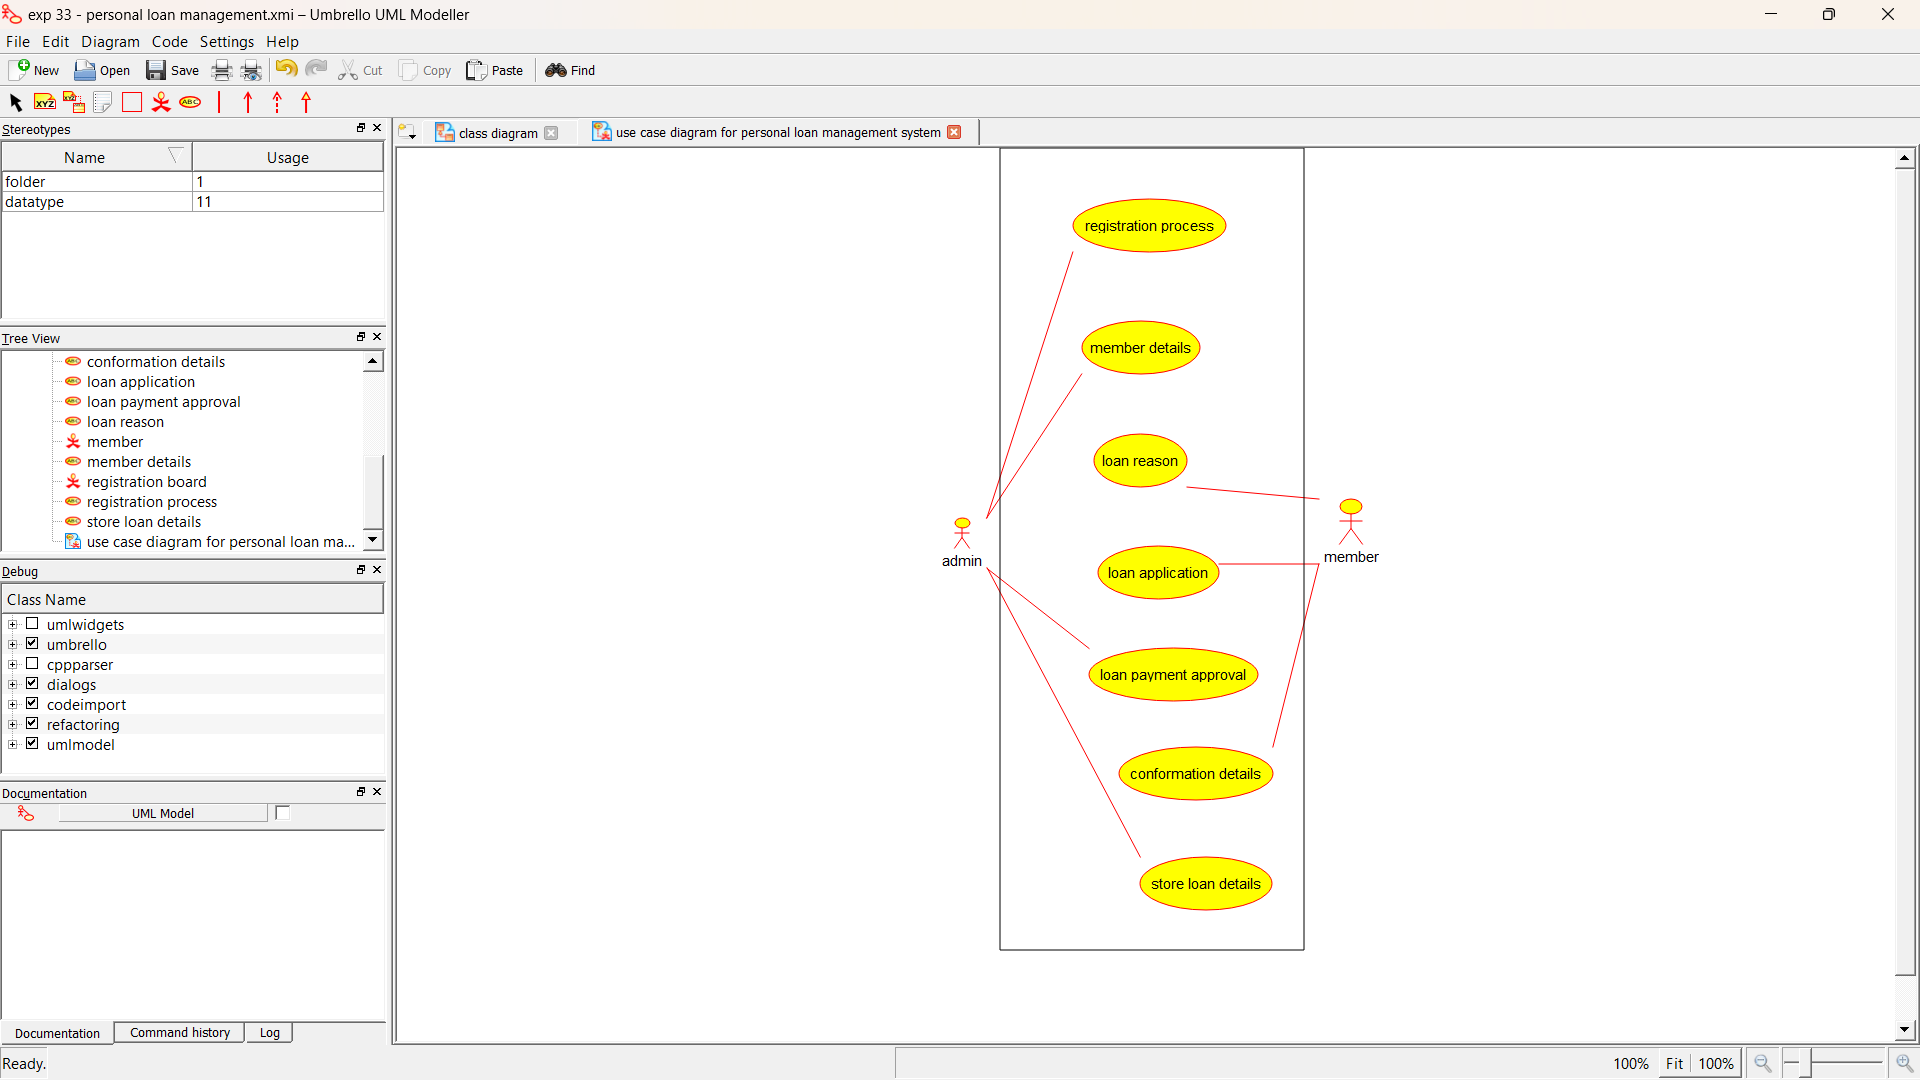 exp 33 - personal loan management.xmi – Umbrello UML Modeller
File Edit Diagram Code Settings Help
New Open Save Cut Copy Paste Find
XYZ XYZ ABC
Stereotypes
Name Usage
folder 1
datatype 11
Tree View
conformation details
loan application
loan payment approval
loan reason
member
member details
registration board
registration process
store loan details
use case diagram for personal loan ma...
Debug
Class Name
umlwidgets
umbrello
cppparser
dialogs
codeimport
refactoring
umlmodel
Documentation
UML Model
Documentation Command history Log
Ready.
class diagram use case diagram for personal loan management system
registration process
member details
loan reason
admin
member
loan application
loan payment approval
conformation details
store loan details
100% Fit 100%